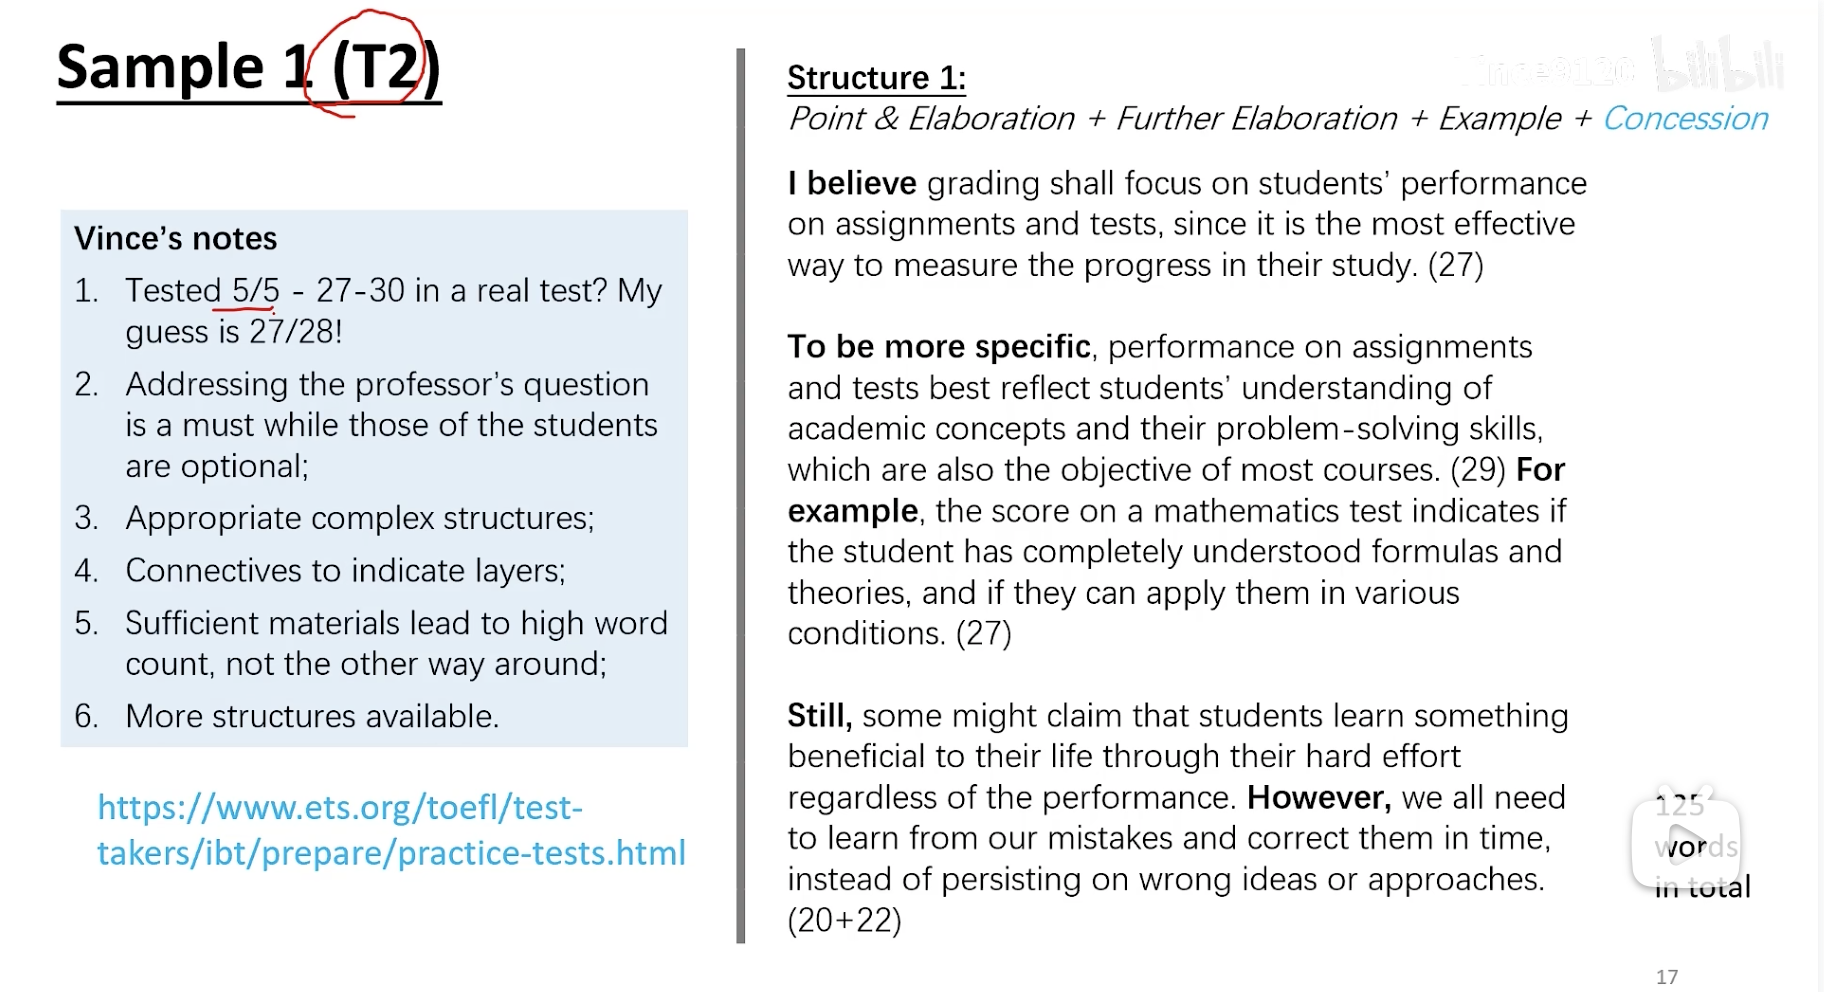 Sample 1 (T2)
Vince's notes
1. Tested 5/5 - 27-30 in a real test? My
guess is 27/28!
2. Addressing the professor's question
is a must while those of the students
are optional;
3. Appropriate complex structures;
4. Connectives to indicate layers;
5. Sufficient materials lead to high word
count, not the other way around;
6. More structures available.
https://www.ets.org/toefl/test-
takers/ibt/prepare/practice-tests.html
Structure 1:
Point & Elaboration + Further Elaboration + Example + Concession
I believe grading shall focus on students' performance
on assignments and tests, since it is the most effective
way to measure the progress in their study. (27)
To be more specific, performance on assignments
and tests best reflect students' understanding of
academic concepts and their problem-solving skills,
which are also the objective of most courses. (29) For
example, the score on a mathematics test indicates if
the student has completely understood formulas and
theories, and if they can apply them in various
conditions. (27)
Still, some might claim that students learn something
beneficial to their life through their hard effort
regardless of the performance. However, we all need
to learn from our mistakes and correct them in time,
instead of persisting on wrong ideas or approaches.
(20+22)
125
words
in total
17
bilibili